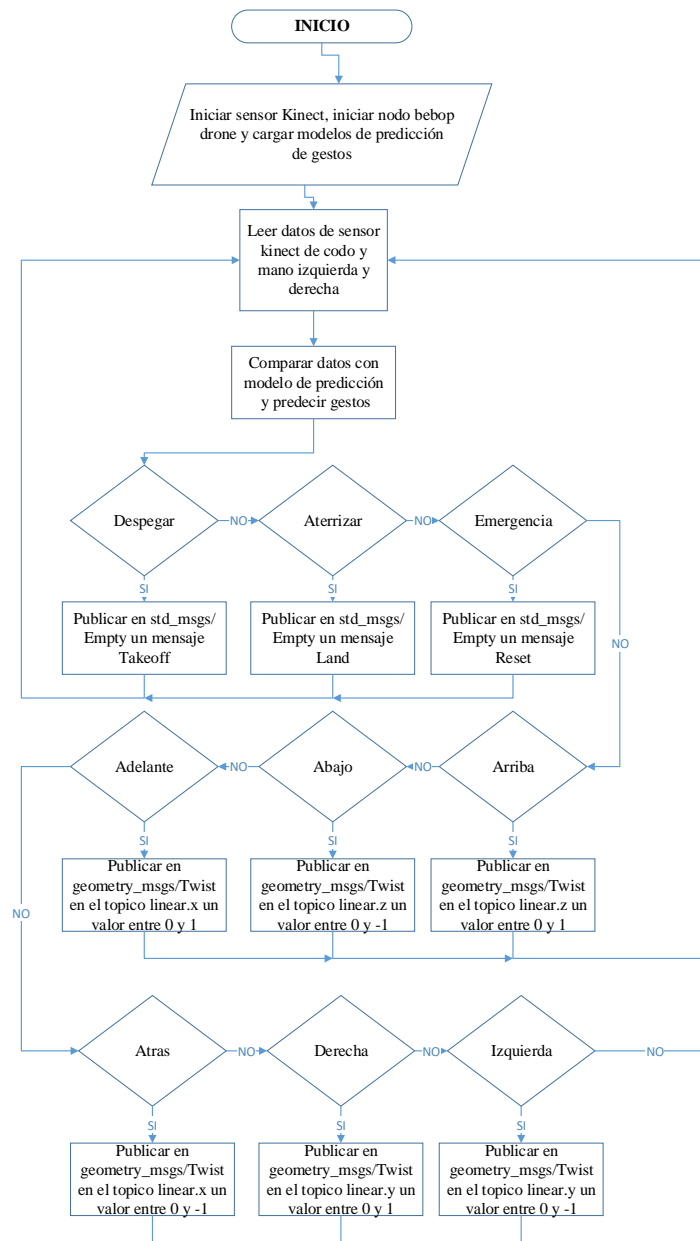 INICIO
Iniciar sensor Kinect, iniciar nodo bebop
drone y cargar modelos de predicción
de gestos
Leer datos de sensor
kinect de codo y
mano izquierda y
derecha
Comparar datos con
modelo de predicción
y predecir gestos
Despegar
NO
Aterrizar
NO
Emergencia
SI
SI
SI
Publicar en std_msgs/
Empty un mensaje
Takeoff
Publicar en std_msgs/
Empty un mensaje
Land
Publicar en std_msgs/
Empty un mensaje
Reset
NO
Adelante
NO
Abajo
NO
Arriba
SI
SI
SI
Publicar en
geometry_msgs/Twist
en el topico linear.x un
valor entre 0 y 1
Publicar en
geometry_msgs/Twist
en el topico linear.z un
valor entre 0 y -1
Publicar en
geometry_msgs/Twist
en el topico linear.z un
valor entre 0 y 1
NO
Atras
NO
Derecha
NO
Izquierda
NO
SI
SI
SI
Publicar en
geometry_msgs/Twist
en el topico linear.x un
valor entre 0 y -1
Publicar en
geometry_msgs/Twist
en el topico linear.y un
valor entre 0 y 1
Publicar en
geometry_msgs/Twist
en el topico linear.y un
valor entre 0 y -1